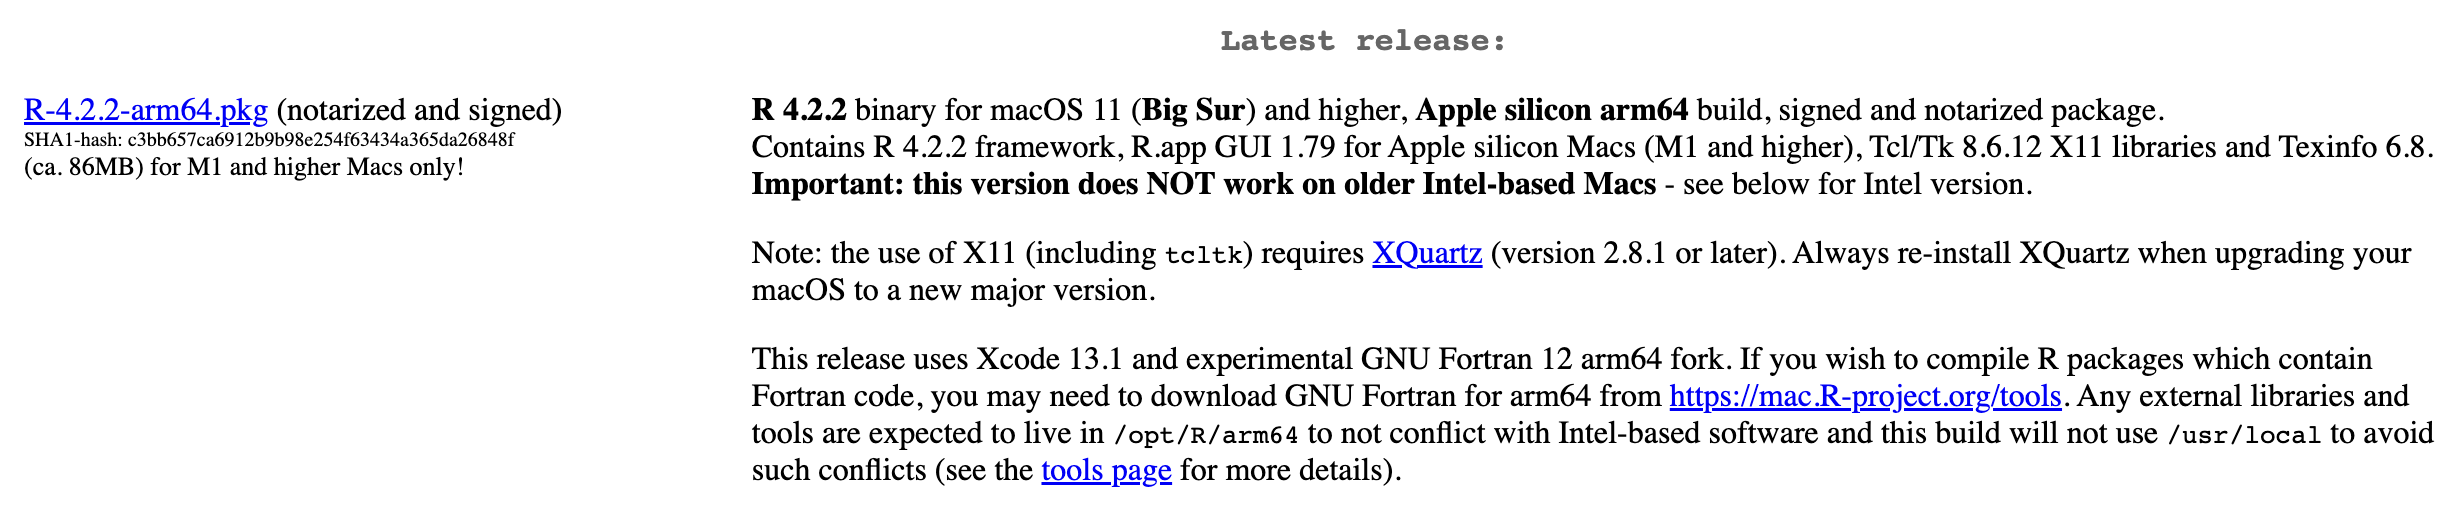 Latest release:
R-4.2.2-arm64.pkg (notarized and signed)
SHA1-hash: c3bb657ca6912b9b98e254f63434a365da26848f
(ca. 86MB) for M1 and higher Macs only!
R 4.2.2 binary for macOS 11 (Big Sur) and higher, Apple silicon arm64 build, signed and notarized package.
Contains R 4.2.2 framework, R.app GUI 1.79 for Apple silicon Macs (M1 and higher), Tcl/Tk 8.6.12 X11 libraries and Texinfo 6.8.
Important: this version does NOT work on older Intel-based Macs - see below for Intel version.
Note: the use of X11 (including tcltk) requires XQuartz (version 2.8.1 or later). Always re-install XQuartz when upgrading your
macOS to a new major version.
This release uses Xcode 13.1 and experimental GNU Fortran 12 arm64 fork. If you wish to compile R packages which contain
Fortran code, you may need to download GNU Fortran for arm64 from https://mac.R-project.org/tools. Any external libraries and
tools are expected to live in /opt/R/arm64 to not conflict with Intel-based software and this build will not use /usr/local to avoid
such conflicts (see the tools page for more details).